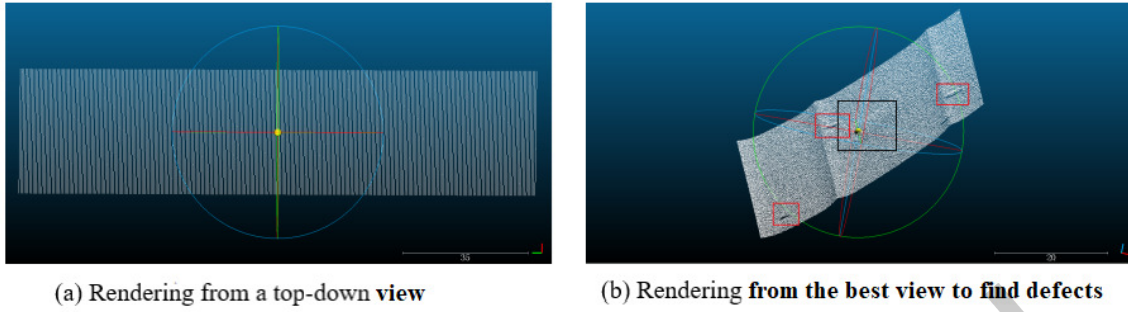 35
20
(a) Rendering from a top-down view
(b) Rendering from the best view to find defects